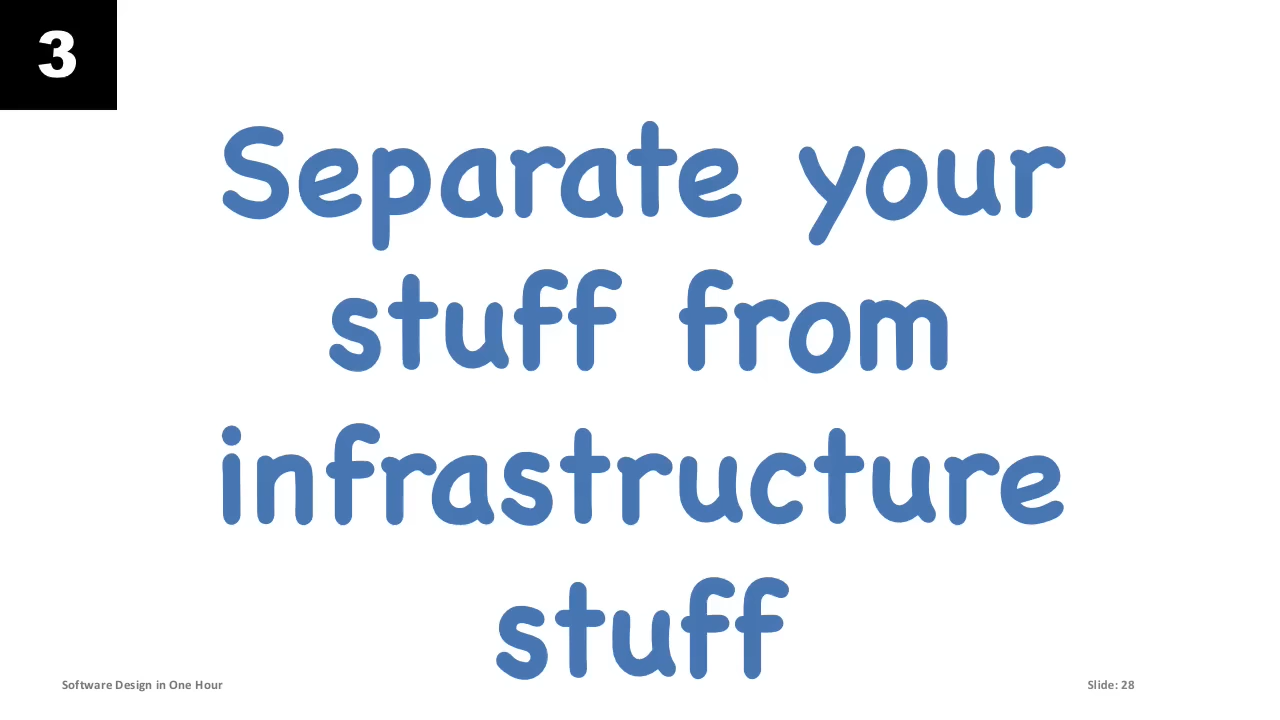 3
Separate your
stuff from
infrastructure
stuff
Software Design in One Hour
Slide: 28